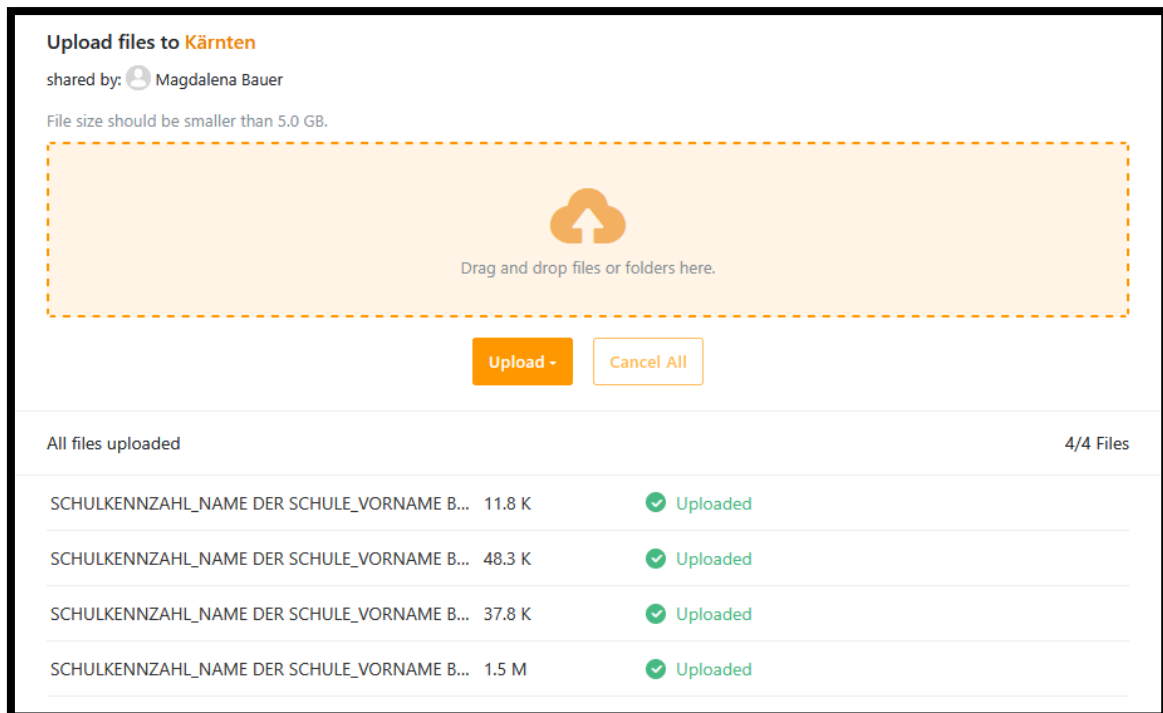 Upload files to Kärnten
shared by: Magdalena Bauer
File size should be smaller than 5.0 GB.
Drag and drop files or folders here.
Upload
Cancel All
All files uploaded 4/4 Files
SCHULKENNZAHL_NAME DER SCHULE_VORNAME B... 11.8 K Uploaded
SCHULKENNZAHL_NAME DER SCHULE_VORNAME B... 48.3 K Uploaded
SCHULKENNZAHL_NAME DER SCHULE_VORNAME B... 37.8 K Uploaded
SCHULKENNZAHL_NAME DER SCHULE_VORNAME B... 1.5 M Uploaded